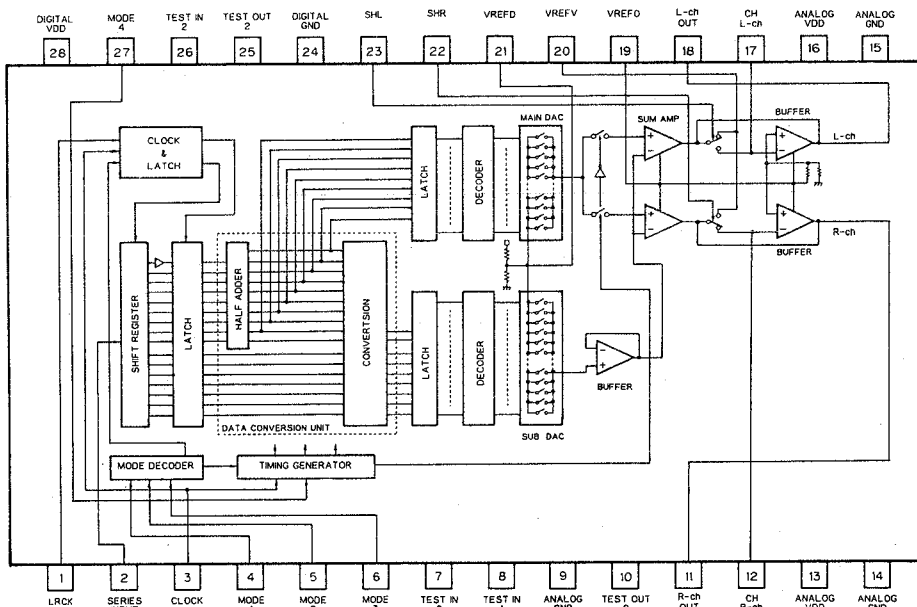 DIGITAL VDD
MODE 4
TEST IN 2
TEST OUT 2
DIGITAL GND
SHL
SHR
VREFD
VREFV
VREFO
L-ch OUT
CH L-ch
ANALOG VDD
ANALOG GND
28
27
26
25
24
23
22
21
20
19
18
17
16
15
CLOCK & LATCH
MAIN DAC
SUM AMP
BUFFER
L-ch
LATCH
DECODER
R-ch
BUFFER
SHIFT REGISTER
LATCH
HALF ADDER
CONVERTSION
LATCH
DECODER
BUFFER
DATA CONVERSION UNIT
SUB DAC
MODE DECODER
TIMING GENERATOR
1
2
3
4
5
6
7
8
9
10
11
12
13
14
LRCK
SERIES
CLOCK
MODE
MODE
MODE
TEST IN
TEST IN
ANALOG
TEST OUT
R-ch OUT
CH
ANALOG
ANALOG